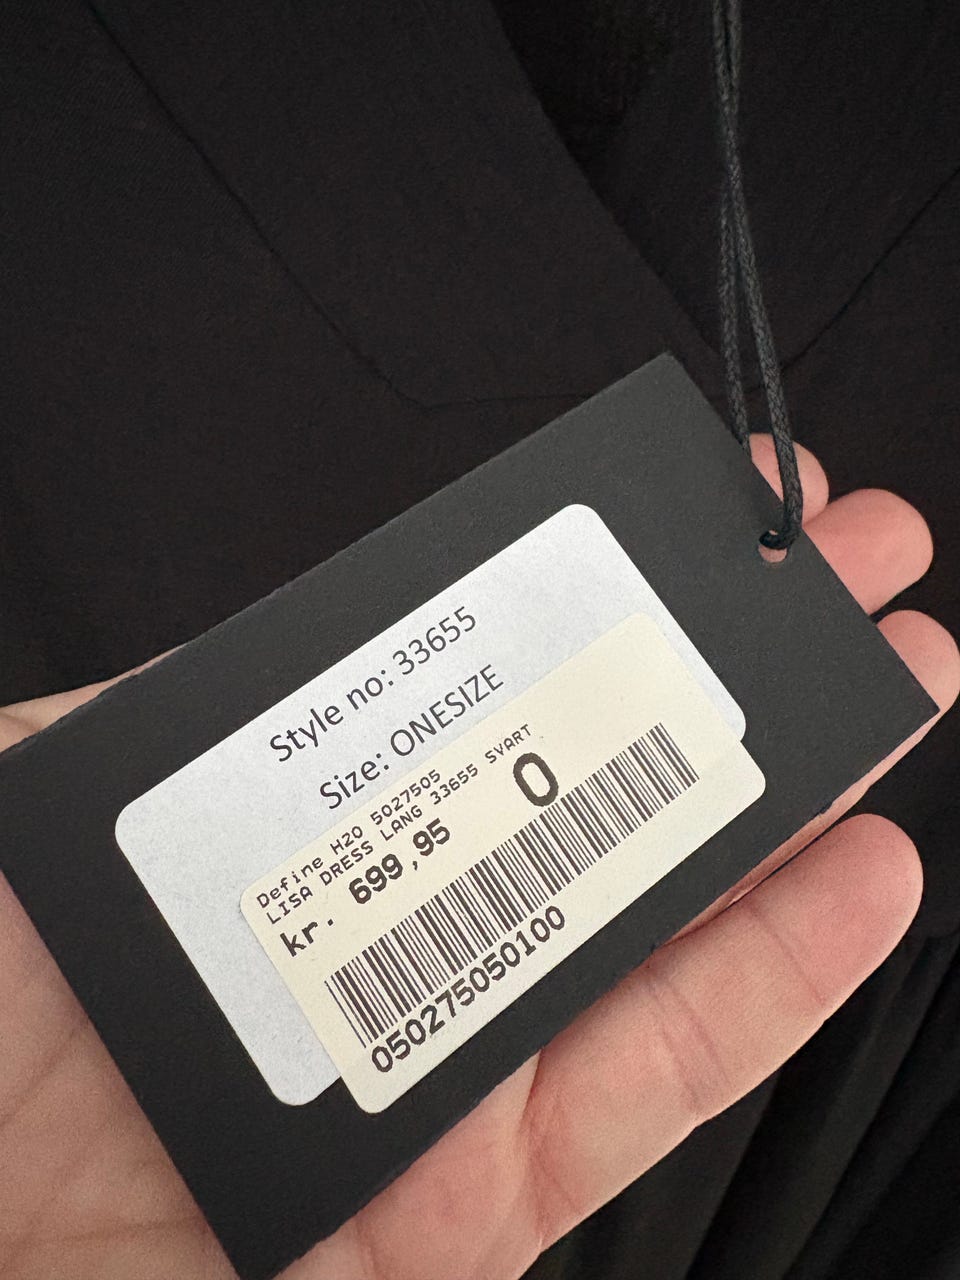 Style no: 33655
Size: ONESIZE
Define H20 5027505
LISA DRESS LANG 33655 SVART
kr. 699,95
0
050275050100